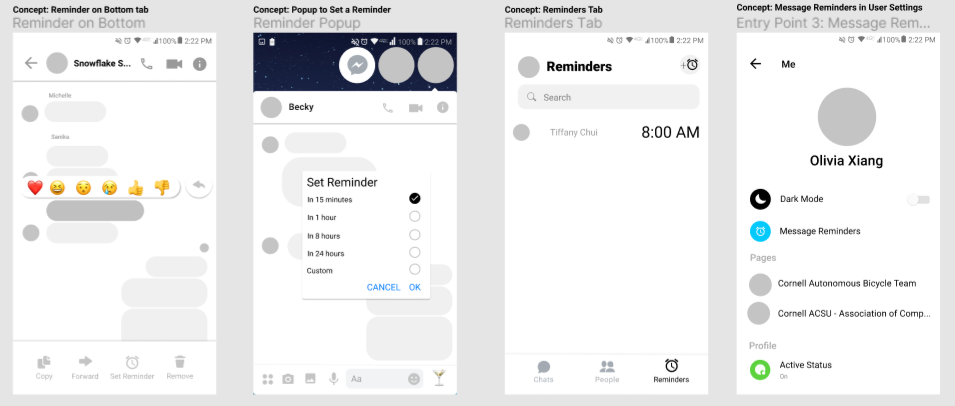 Concept: Reminder on Bottom tab
Reminder on Bottom
2:22 PM
Snowflake S...
Michelle
Samika
Copy
Forward
Set Reminder
Remove
Concept: Popup to Set a Reminder
Reminder Popup
100% 2:22 PM
Becky
Set Reminder
In 15 minutes
In 1 hour
In 8 hours
In 24 hours
Custom
CANCEL OK
Aa
Concept: Reminders Tab
Reminders Tab
100% 2:22 PM
Reminders
Search
Tiffany Chui 8:00 AM
Chats
People
Reminders
Concept: Message Reminders in User Settings
Entry Point 3: Message Rem...
100% 2:22 PM
Me
Olivia Xiang
Dark Mode
Message Reminders
Pages
Cornell Autonomous Bicycle Team
Cornell ACSU - Association of Comp...
Profile
Active Status
On